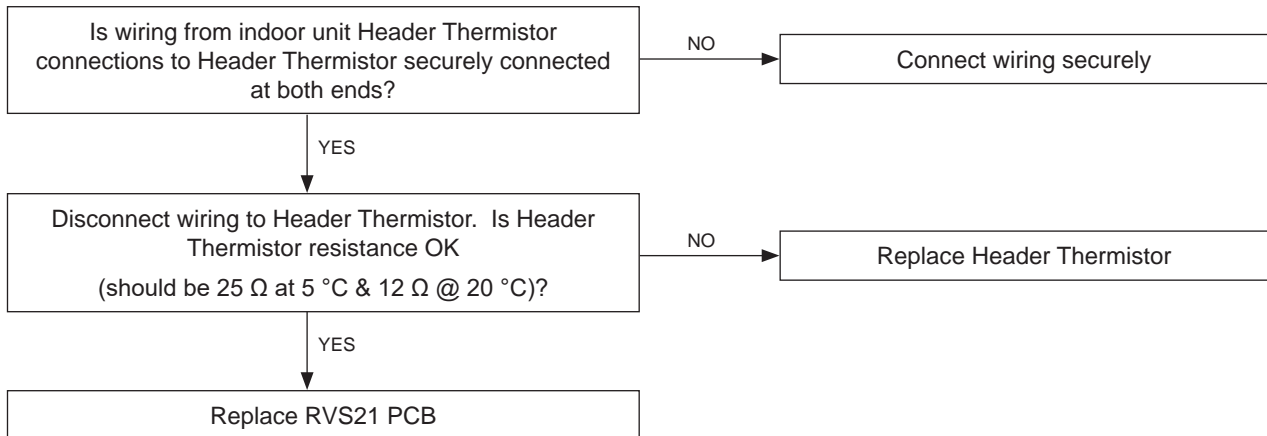 Is wiring from indoor unit Header Thermistor
connections to Header Thermistor securely connected
at both ends?
NO
Connect wiring securely
YES
Disconnect wiring to Header Thermistor.  Is Header
Thermistor resistance OK
(should be 25 Ω at 5 °C & 12 Ω @ 20 °C)?
NO
Replace Header Thermistor
YES
Replace RVS21 PCB